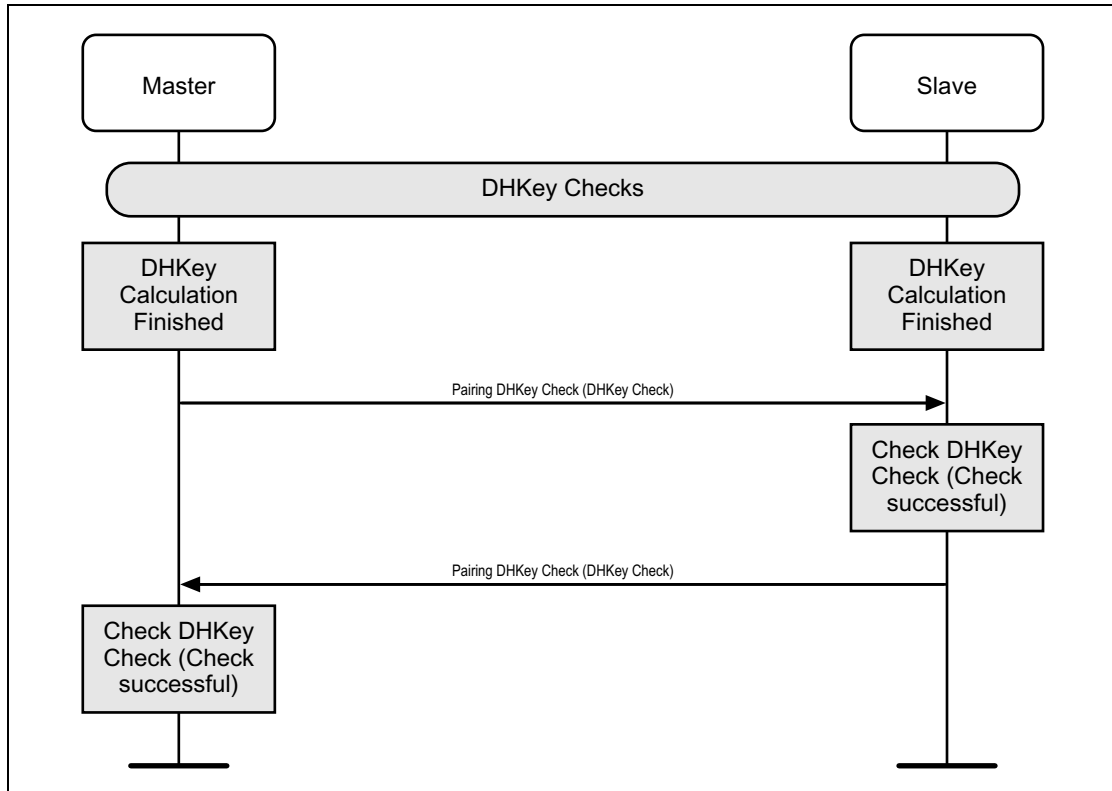 Master
Slave
DHKey Checks
DHKey
Calculation
Finished
DHKey
Calculation
Finished
Pairing DHKey Check (DHKey Check)
Check DHKey
Check (Check
successful)
Pairing DHKey Check (DHKey Check)
Check DHKey
Check (Check
successful)